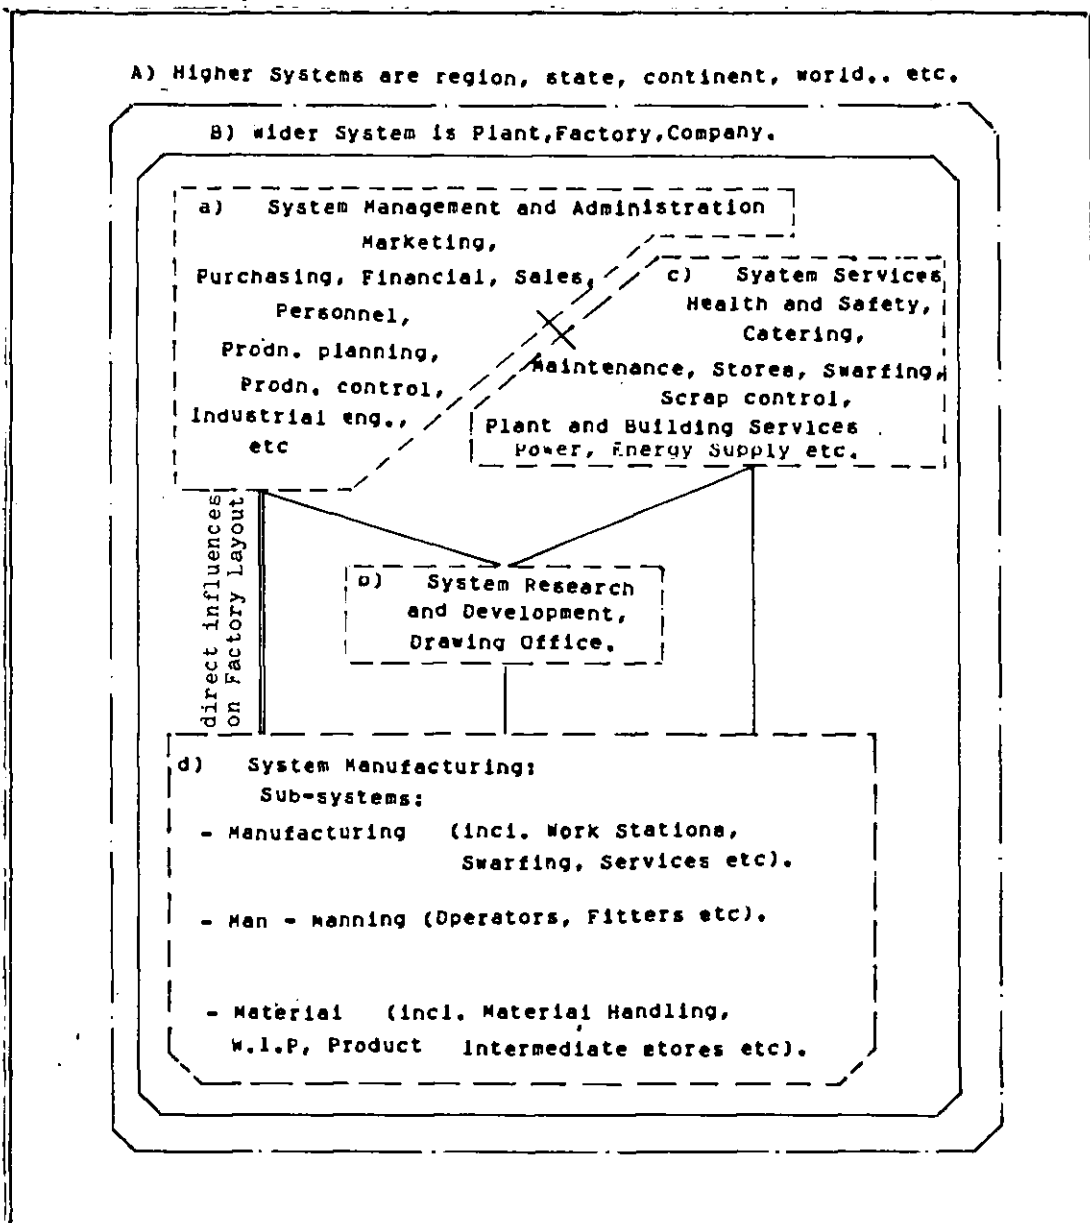 A) Higher Systems are region, state, continent, world.. etc.
B) wider System is Plant,Factory,Company.
a) System Management and Administration
Marketing,
Purchasing, Financial, Sales,
Personnel,
Prodn. planning,
Prodn. control,
Industrial eng.,
etc
c) Syatem Services
Health and Safety,
Catering,
Maintenance, Stores, Swarfing,
Scrap control,
Plant and Building Services
Power, Energy Supply etc.
direct influences
on Factory Layout
b) System Research
and Development,
Drawing Office.
d) System Manufacturing:
Sub-systems:
- Manufacturing (incl. Work Stations,
Swarfing, Services etc).
- Man - Manning (Operators, Fitters etc).
- Material (incl. Material Handling,
W.I.P, Product Intermediate stores etc).